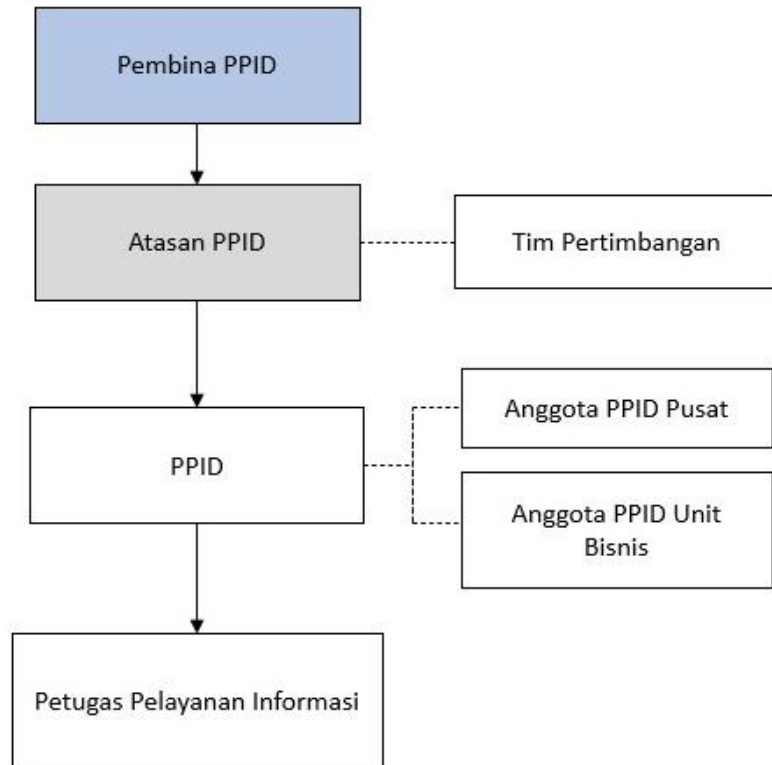 Pembina PPID
Atasan PPID
Tim Pertimbangan
Anggota PPID Pusat
PPID
Anggota PPID Unit
Bisnis
Petugas Pelayanan Informasi